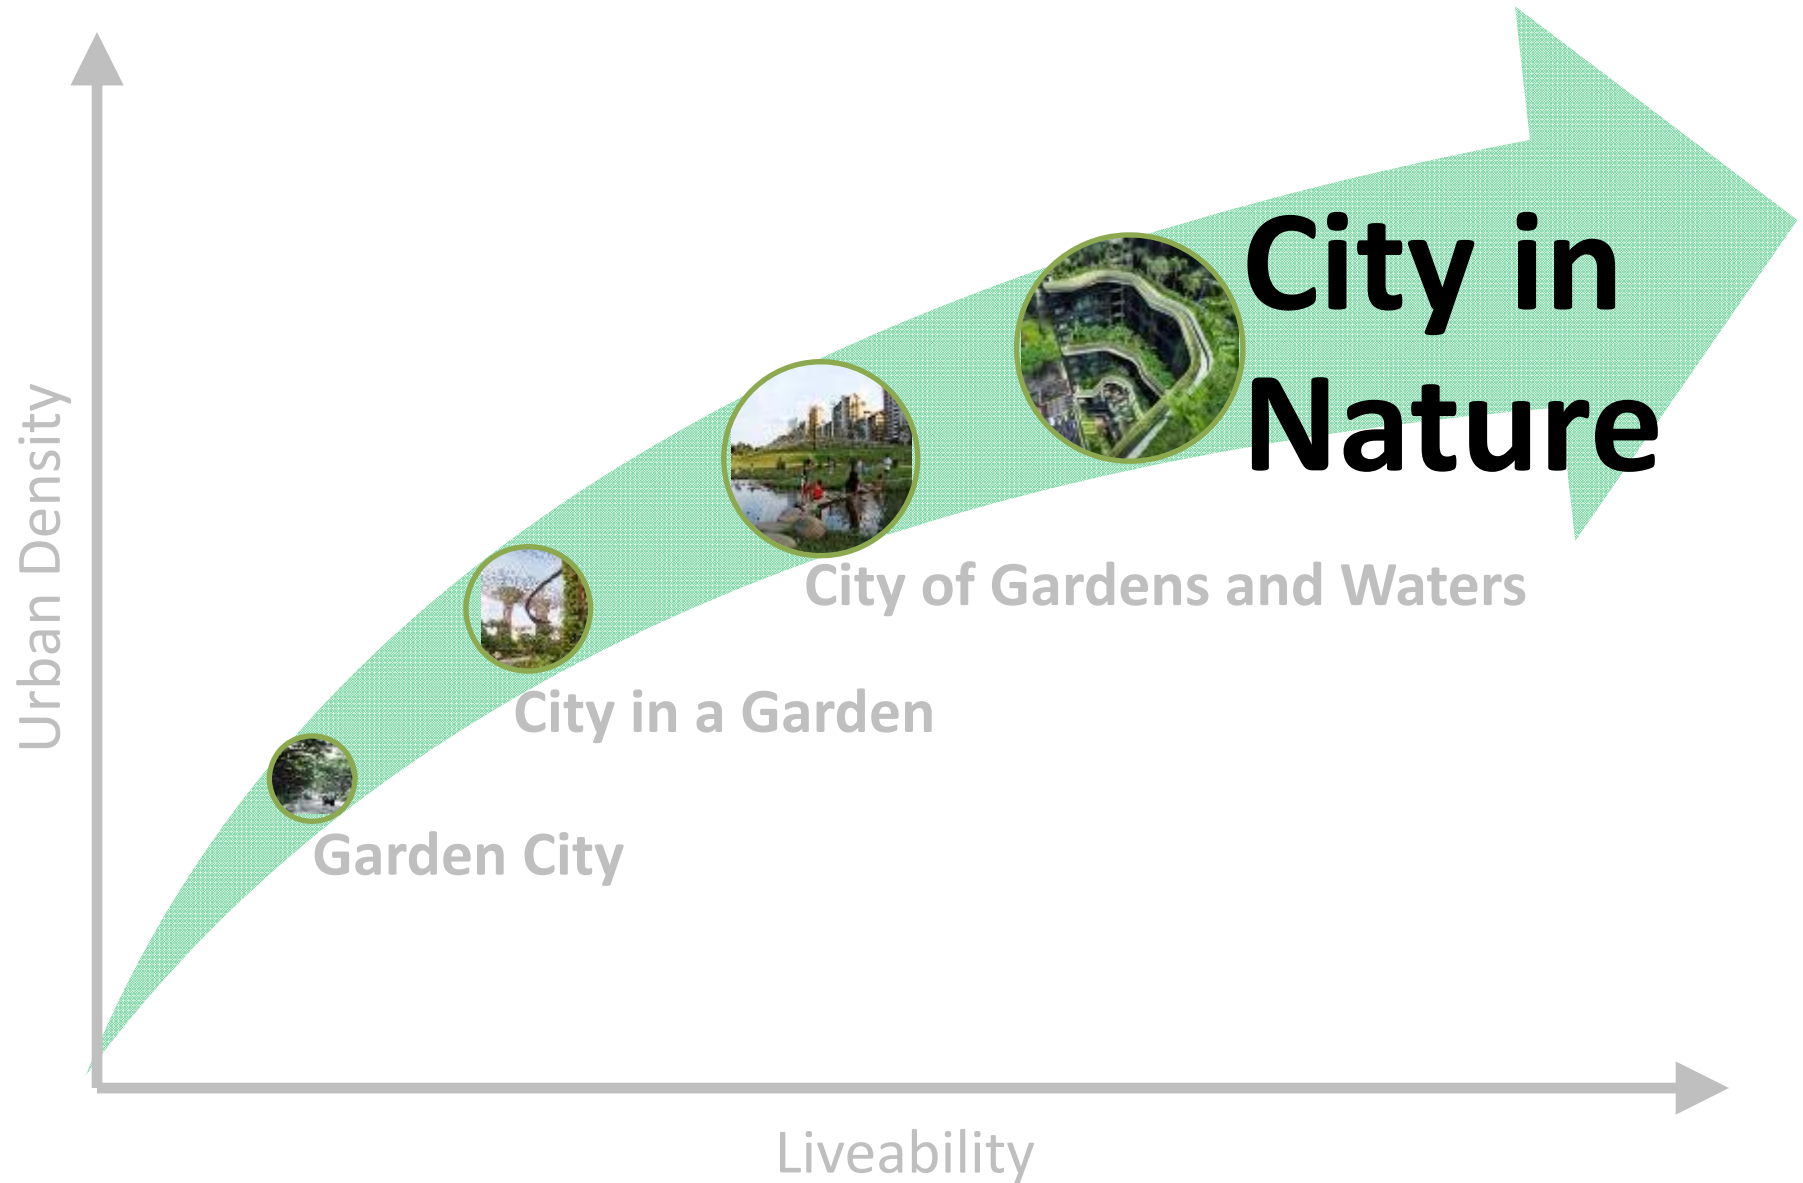 City in
Nature
City of Gardens and Waters
City in a Garden
Garden City
Urban Density
Liveability